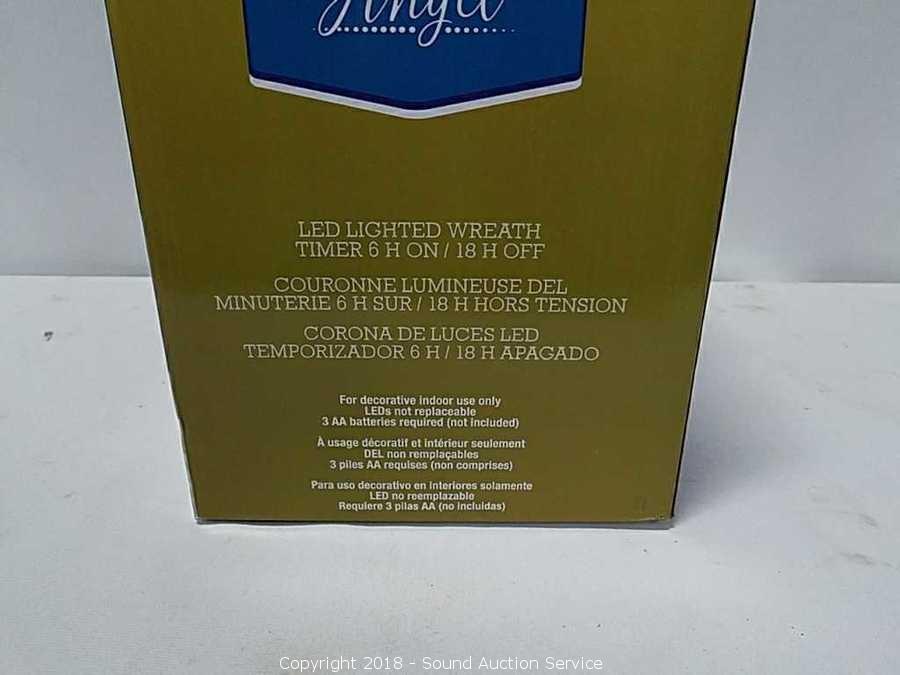 Angel
LED LIGHTED WREATH
TIMER 6 H ON / 18 H OFF
COURONNE LUMINEUSE DEL
MINUTERIE 6 H SUR / 18 H HORS TENSION
CORONA DE LUCES LED
TEMPORIZADOR 6 H / 18 H APAGADO
For decorative indoor use only
LEDs not replaceable
3 AA batteries required (not included)
À usage décoratif et intérieur seulement
DEL non remplaçables
3 piles AA requises (non comprises)
Para uso decorativo en interiores solamente
LED no reemplazable
Requiere 3 pilas AA (no incluidas)
Copyright 2018 - Sound Auction Service